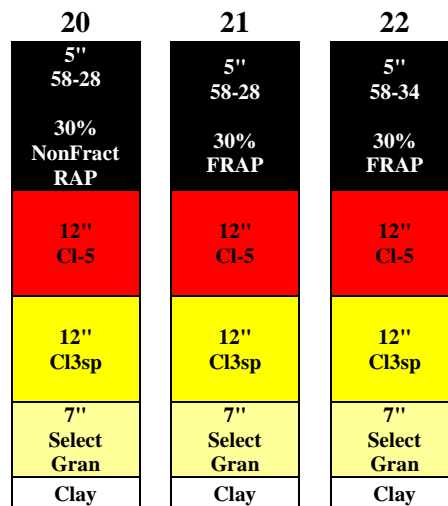 20
5"
58-28
30%
NonFract
RAP
12"
Cl-5
12"
Cl3sp
7"
Select
Gran
Clay
21
5"
58-28
30%
FRAP
12"
Cl-5
12"
Cl3sp
7"
Select
Gran
Clay
22
5"
58-34
30%
FRAP
12"
Cl-5
12"
Cl3sp
7"
Select
Gran
Clay